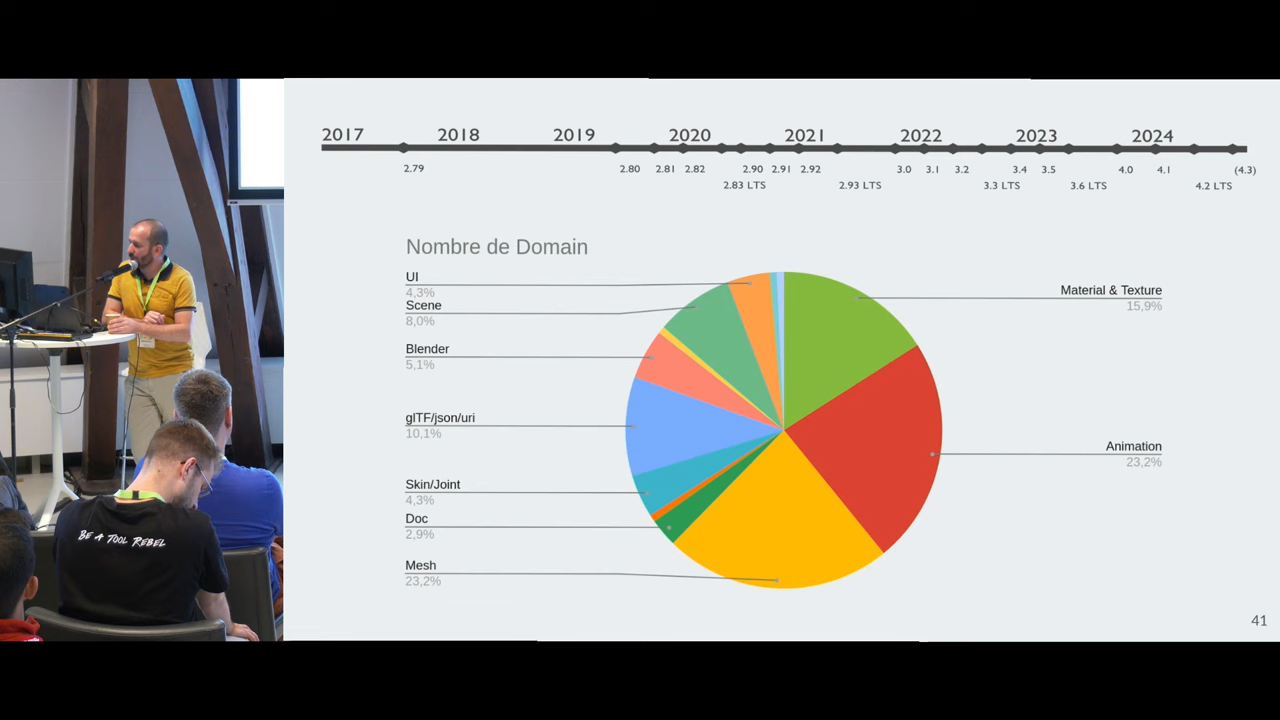 2017 2018 2019 2020 2021 2022 2023 2024
2.79 2.80 2.81 2.82 2.90 2.91 2.92 3.0 3.1 3.2 3.4 3.5 4.0 4.1 (4.3)
2.83 LTS 2.93 LTS 3.3 LTS 3.6 LTS 4.2 LTS
Nombre de Domain
UI
4,3%
Scene
8,0%
Blender
5,1%
glTF/json/uri
10,1%
Skin/Joint
4,3%
Doc
2,9%
Mesh
23,2%
Material & Texture
15,9%
Animation
23,2%
41
BE A TOOL REBEL